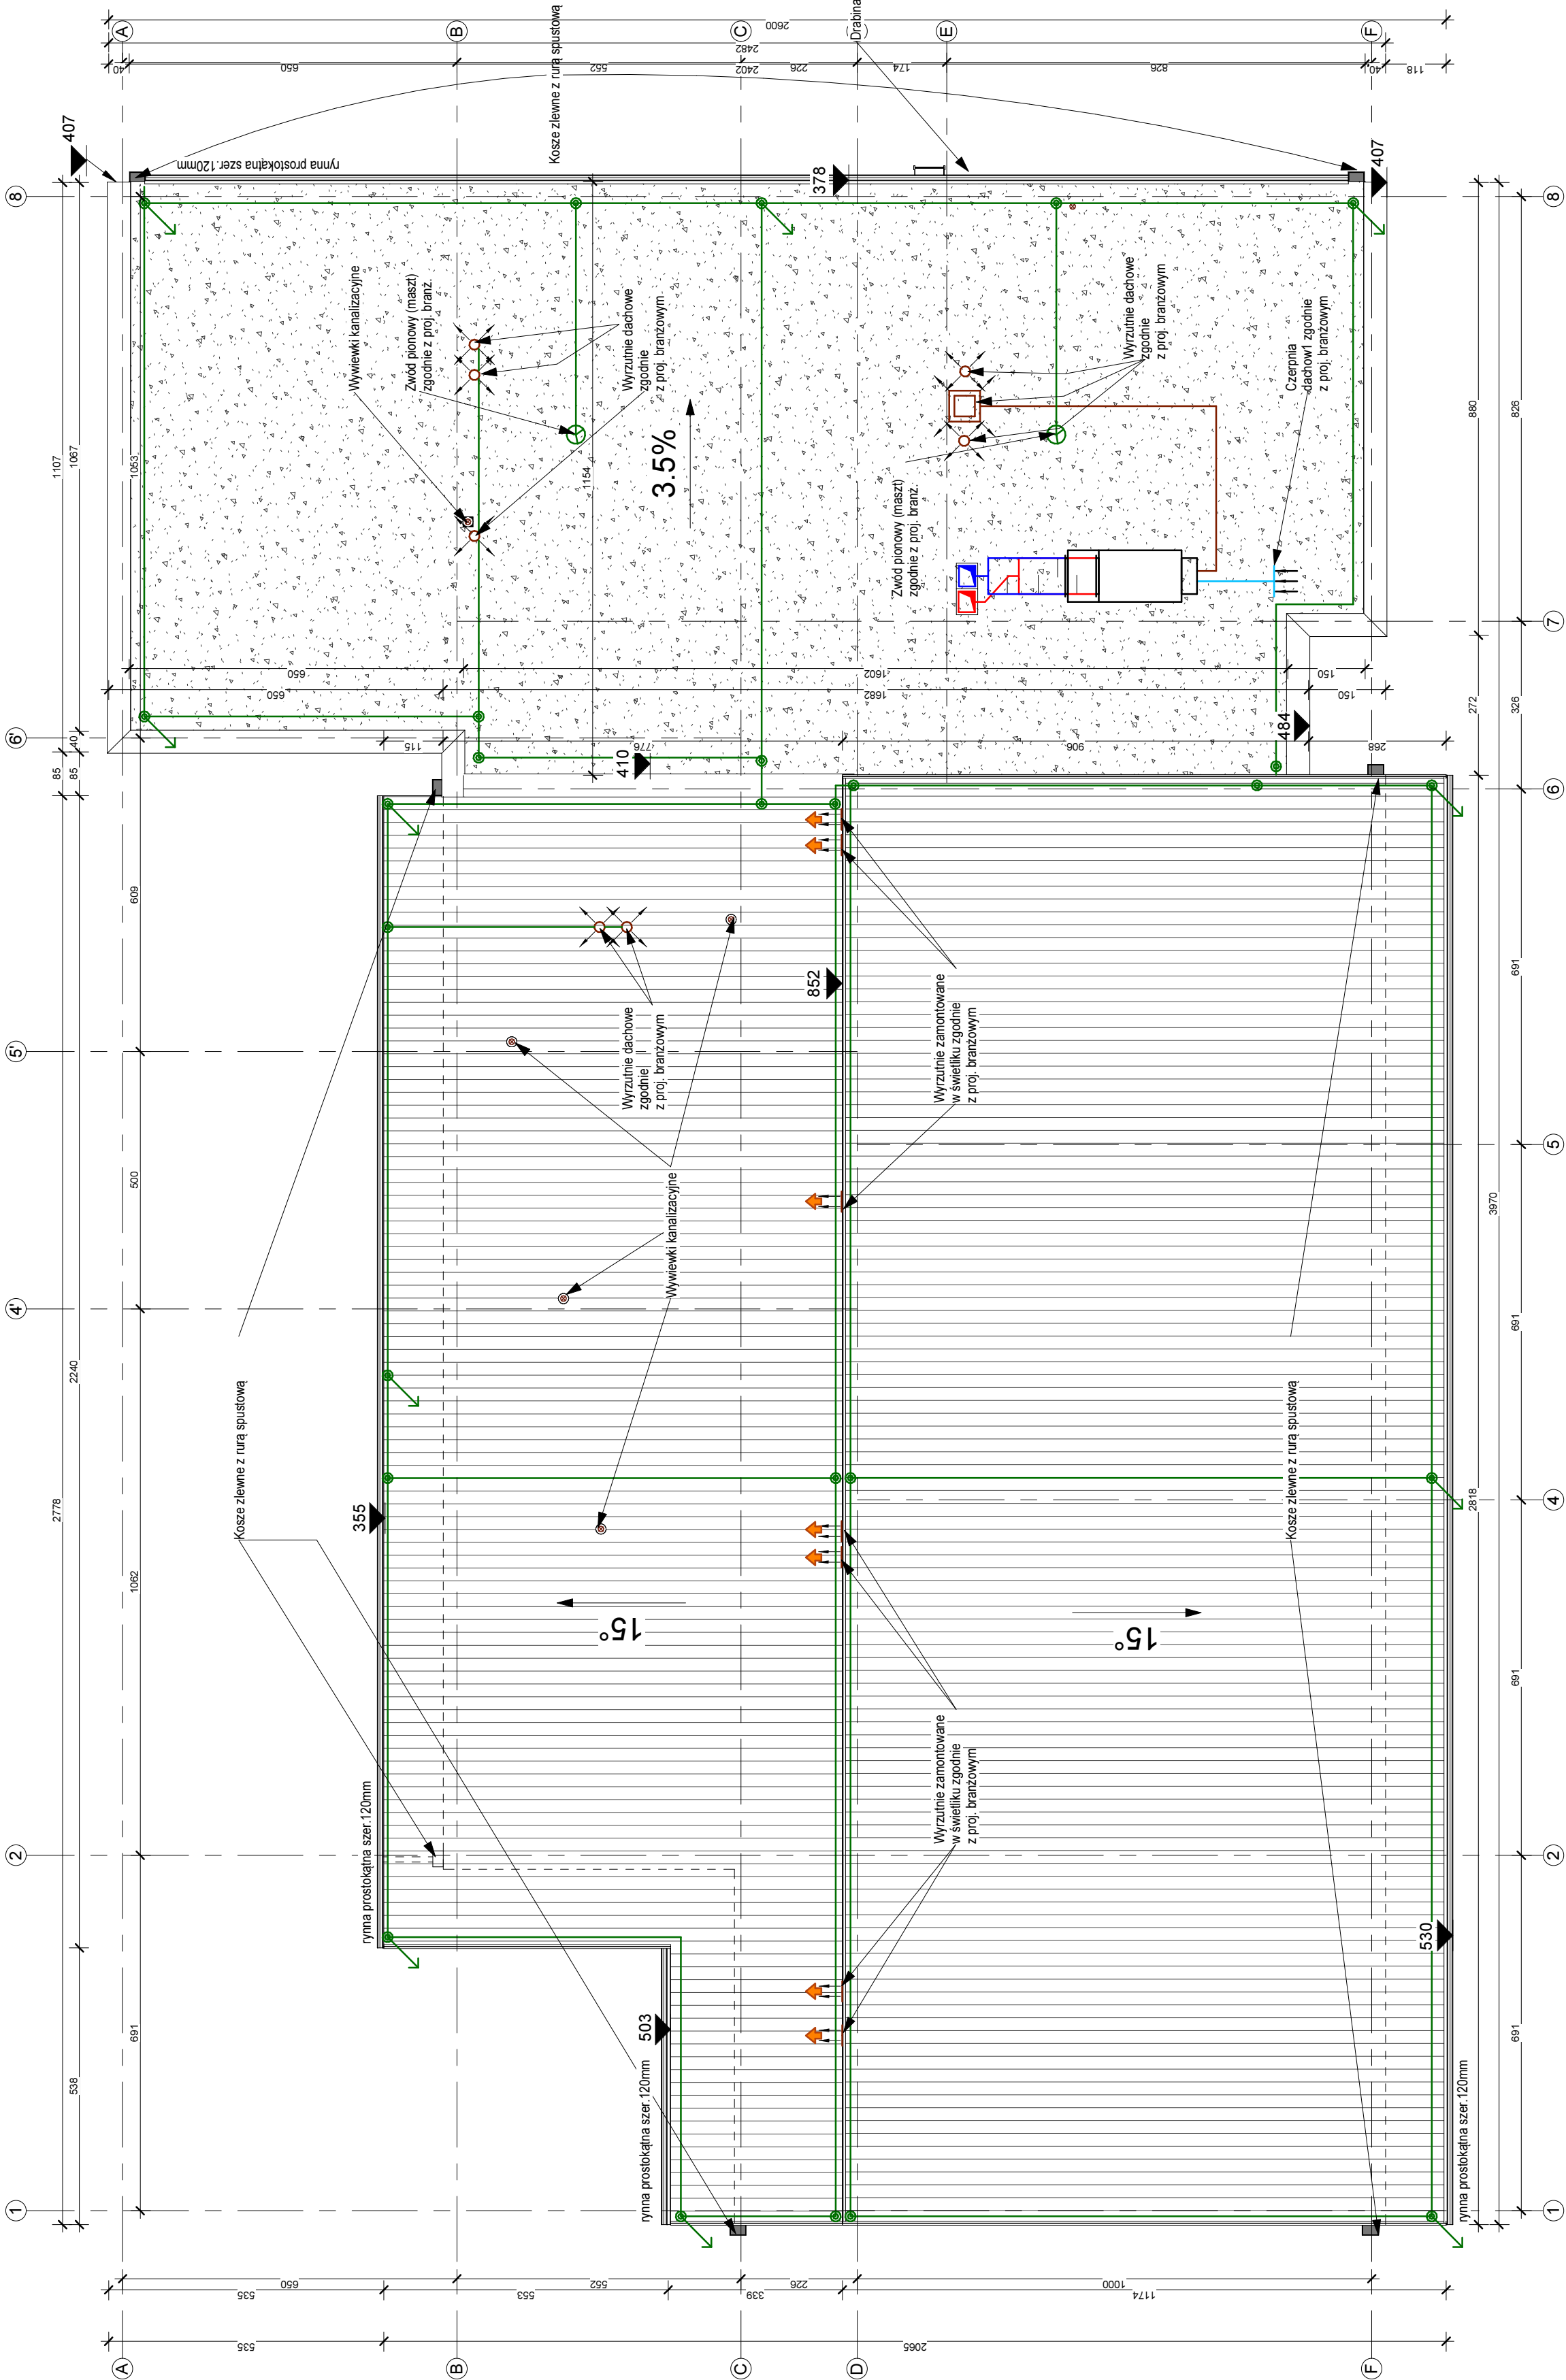 2600
2482
40
650
552
2402
226
174
826
40
118
A
B
C
E
F
Drabina
Kosze zlewne z rurą spustową
407
rynna prostokątna szer.120mm
378
407
8
8
1107
1067
1053
1154
Wywiewki kanalizacyjne
Zwód pionowy (maszt)
zgodnie z proj. branż.
Wyrzutnie dachowe
zgodnie
z proj. branżowym
3.5%
Wyrzutnie dachowe
zgodnie
z proj. branżowym
Czerpnia
dachow1 zgodnie
z proj. branżowym
Zwód pionowy (maszt)
zgodnie z proj. branż.
880
826
7
650
650
1602
1682
150
150
272
326
6'
40
85
85
115
776
906
268
410
484
6
609
852
691
5'
Wyrzutnie dachowe
zgodnie
z proj. branżowym
Wyrzutnie zamontowane
w świetliku zgodnie
z proj. branżowym
5
500
Wywiewki kanalizacyjne
3970
691
4'
2240
2778
Kosze zlewne z rurą spustową
Kosze zlewne z rurą spustową
355
2818
4
1062
15°
15°
691
Wyrzutnie zamontowane
w świetliku zgodnie
z proj. branżowym
rynna prostokątna szer.120mm
2
2
530
503
538
691
691
rynna prostokątna szer.120mm
rynna prostokątna szer.120mm
1
1
650
552
226
1000
535
553
339
1174
535
2065
A
B
C
D
F